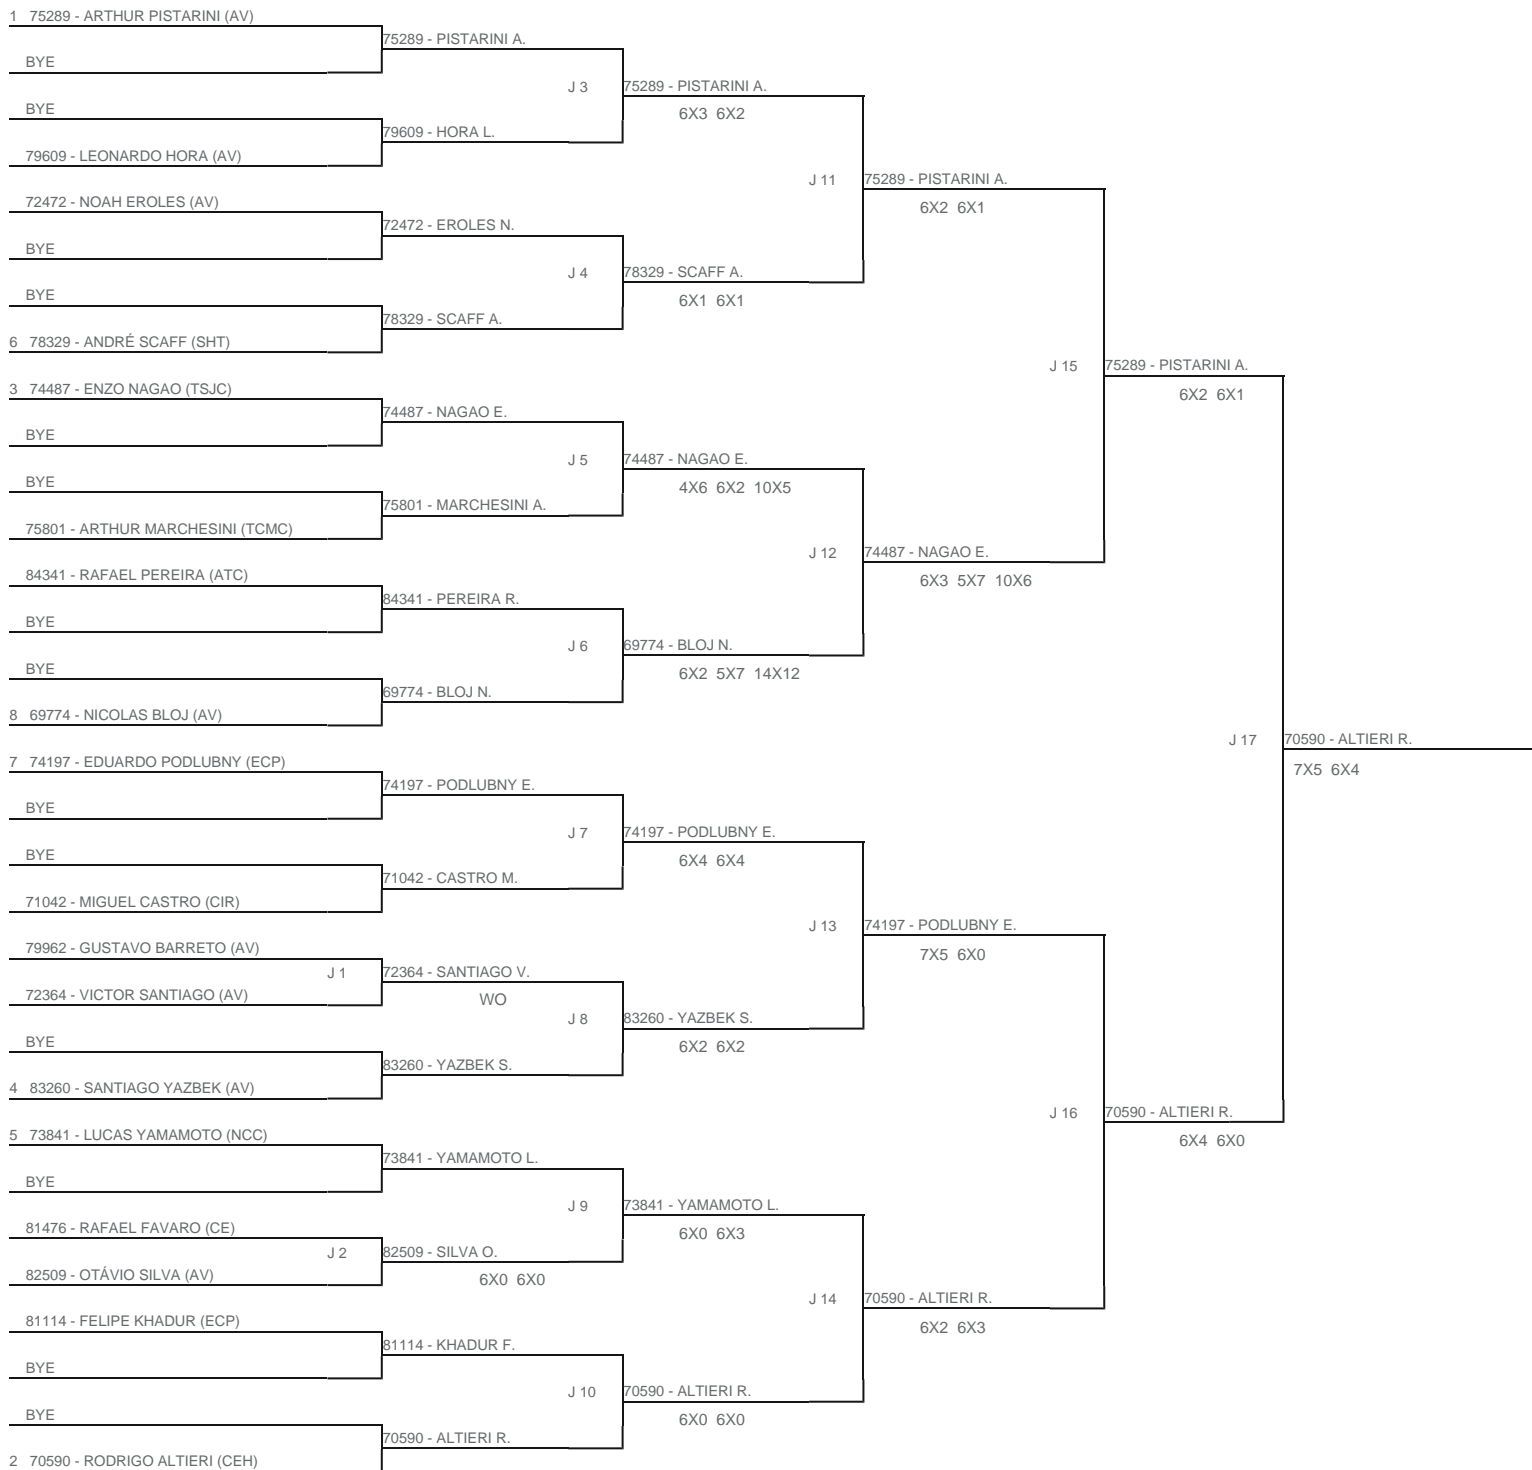 1 75289 - ARTHUR PISTARINI (AV)
75289 - PISTARINI A.
BYE
J 3
75289 - PISTARINI A.
6X3 6X2
BYE
79609 - HORA L.
79609 - LEONARDO HORA (AV)
J 11
75289 - PISTARINI A.
6X2 6X1
72472 - NOAH EROLES (AV)
72472 - EROLES N.
BYE
J 4
78329 - SCAFF A.
6X1 6X1
BYE
78329 - SCAFF A.
6 78329 - ANDRÉ SCAFF (SHT)
J 15
75289 - PISTARINI A.
6X2 6X1
3 74487 - ENZO NAGAO (TSJC)
74487 - NAGAO E.
BYE
J 5
74487 - NAGAO E.
4X6 6X2 10X5
BYE
75801 - MARCHESINI A.
75801 - ARTHUR MARCHESINI (TCMC)
J 12
74487 - NAGAO E.
6X3 5X7 10X6
84341 - RAFAEL PEREIRA (ATC)
84341 - PEREIRA R.
BYE
J 6
69774 - BLOJ N.
6X2 5X7 14X12
BYE
69774 - BLOJ N.
8 69774 - NICOLAS BLOJ (AV)
J 17
70590 - ALTIERI R.
7X5 6X4
7 74197 - EDUARDO PODLUBNY (ECP)
74197 - PODLUBNY E.
BYE
J 7
74197 - PODLUBNY E.
6X4 6X4
BYE
71042 - CASTRO M.
71042 - MIGUEL CASTRO (CIR)
J 13
74197 - PODLUBNY E.
7X5 6X0
79962 - GUSTAVO BARRETO (AV)
J 1
72364 - SANTIAGO V.
WO
72364 - VICTOR SANTIAGO (AV)
J 8
83260 - YAZBEK S.
6X2 6X2
BYE
83260 - YAZBEK S.
4 83260 - SANTIAGO YAZBEK (AV)
J 16
70590 - ALTIERI R.
6X4 6X0
5 73841 - LUCAS YAMAMOTO (NCC)
73841 - YAMAMOTO L.
BYE
J 9
73841 - YAMAMOTO L.
6X0 6X3
81476 - RAFAEL FAVARO (CE)
J 2
82509 - SILVA O.
6X0 6X0
82509 - OTÁVIO SILVA (AV)
J 14
70590 - ALTIERI R.
6X2 6X3
81114 - FELIPE KHADUR (ECP)
81114 - KHADUR F.
BYE
J 10
70590 - ALTIERI R.
6X0 6X0
BYE
70590 - ALTIERI R.
2 70590 - RODRIGO ALTIERI (CEH)